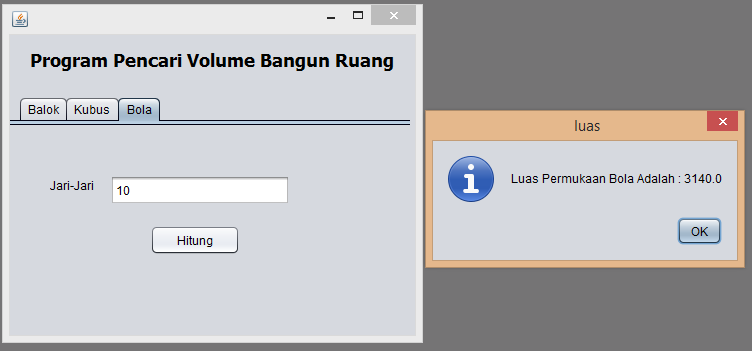 Program Pencari Volume Bangun Ruang
Balok Kubus Bola
Jari-Jari 10
Hitung
luas
Luas Permukaan Bola Adalah : 3140.0
OK